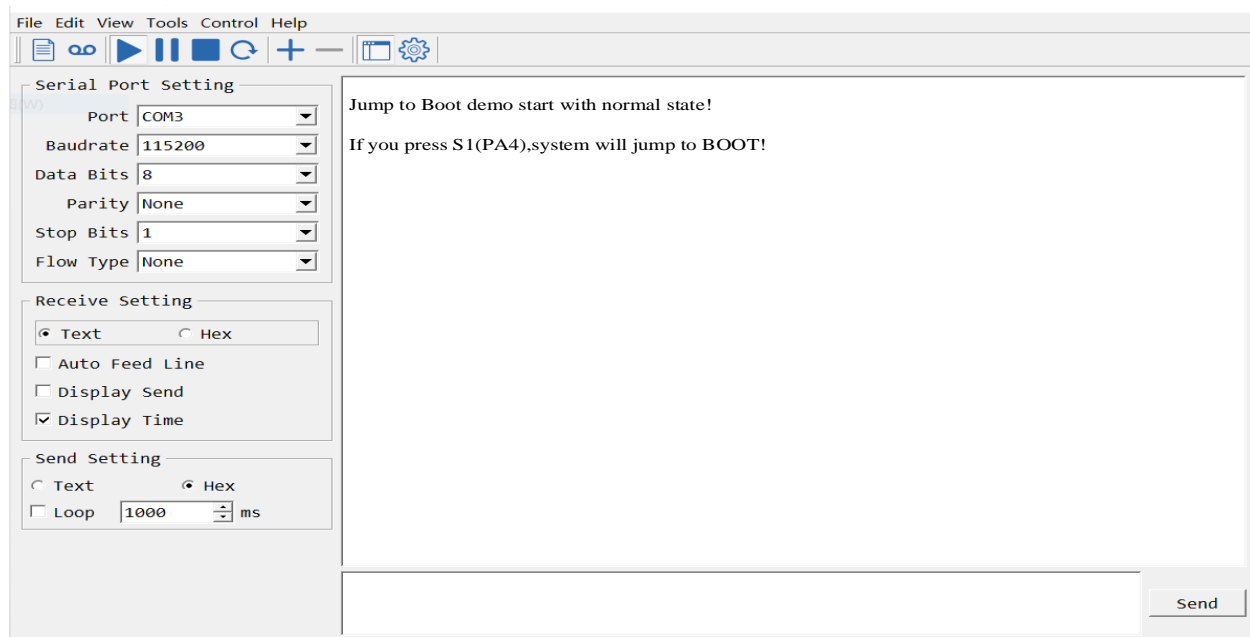 File Edit View Tools Control Help
Serial Port Setting
Port COM3
Baudrate 115200
Data Bits 8
Parity None
Stop Bits 1
Flow Type None
Receive Setting
Text Hex
Auto Feed Line
Display Send
Display Time
Send Setting
Text Hex
Loop 1000 ms
Jump to Boot demo start with normal state!
If you press S1(PA4),system will jump to BOOT!
Send